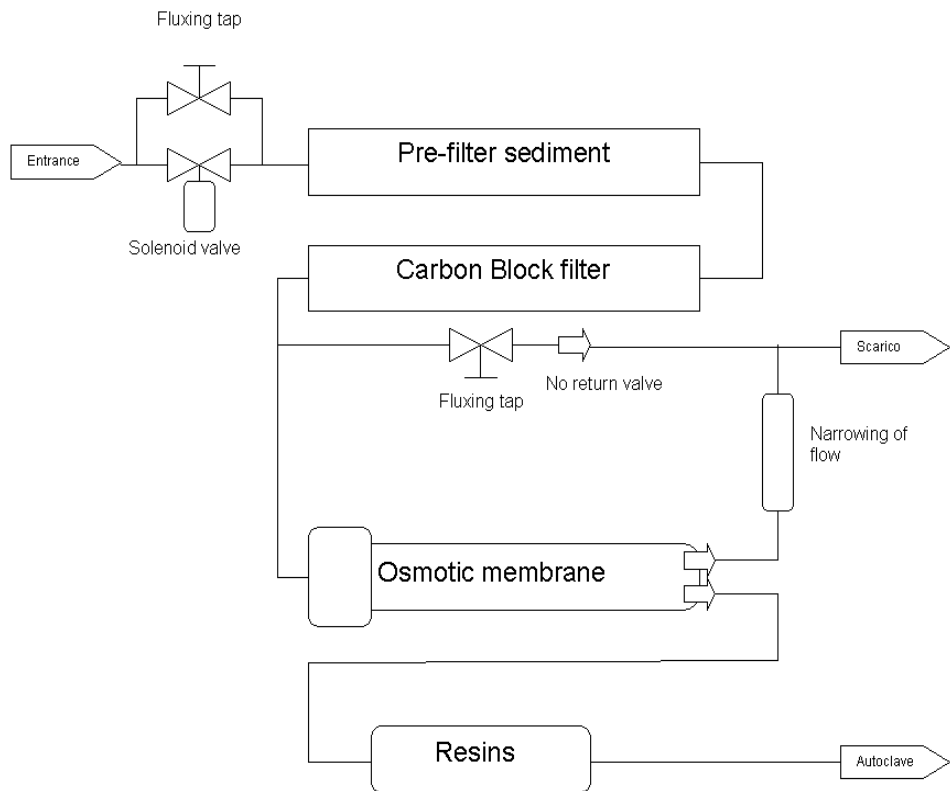 Fluxing tap
Entrance
Pre-filter sediment
Solenoid valve
Carbon Block filter
Scarico
No return valve
Fluxing tap
Narrowing of
flow
Osmotic membrane
Resins
Autoclave